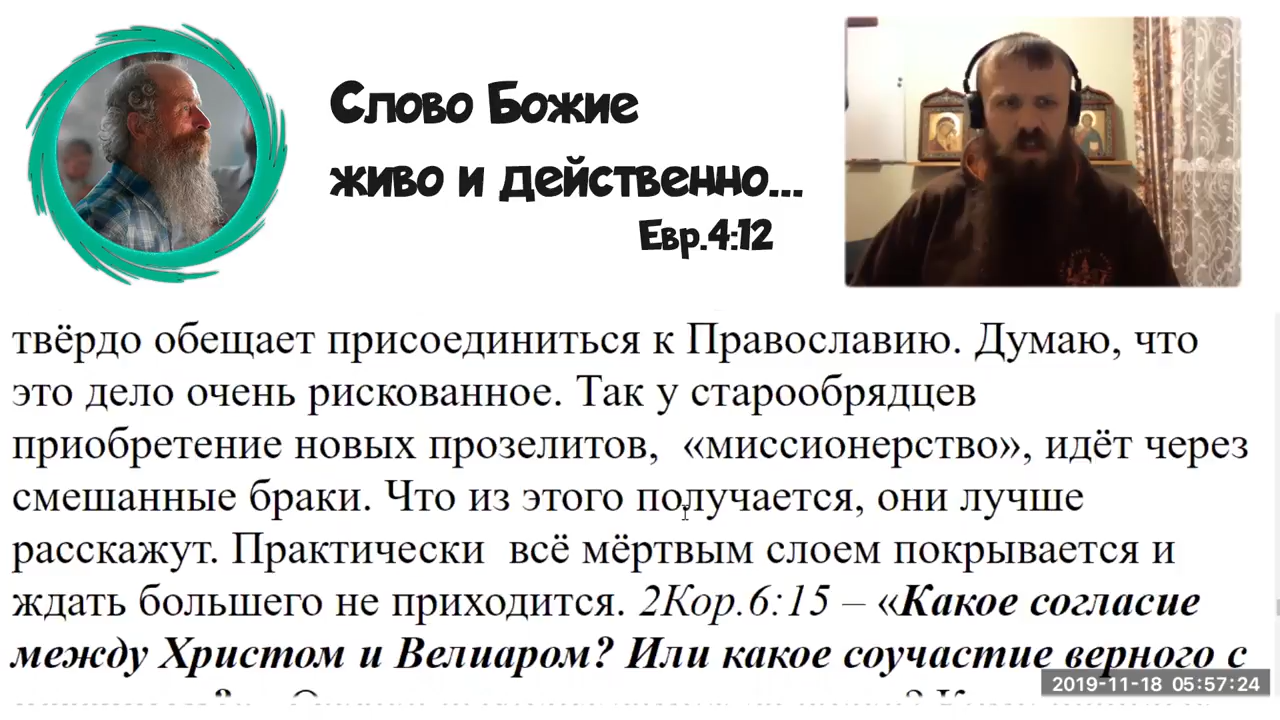 Слово Божие
живо и действенно...
Евр.4:12
твёрдо обещает присоединиться к Православию. Думаю, что
это дело очень рискованное. Так у старообрядцев
приобретение новых прозелитов,  «миссионерство», идёт через
смешанные браки. Что из этого получается, они лучше
расскажут. Практически  всё мёртвым слоем покрывается и
ждать большего не приходится. 2Кор.6:15 – «Какое согласие
между Христом и Велиаром? Или какое соучастие верного с
2019-11-18 05:57:24